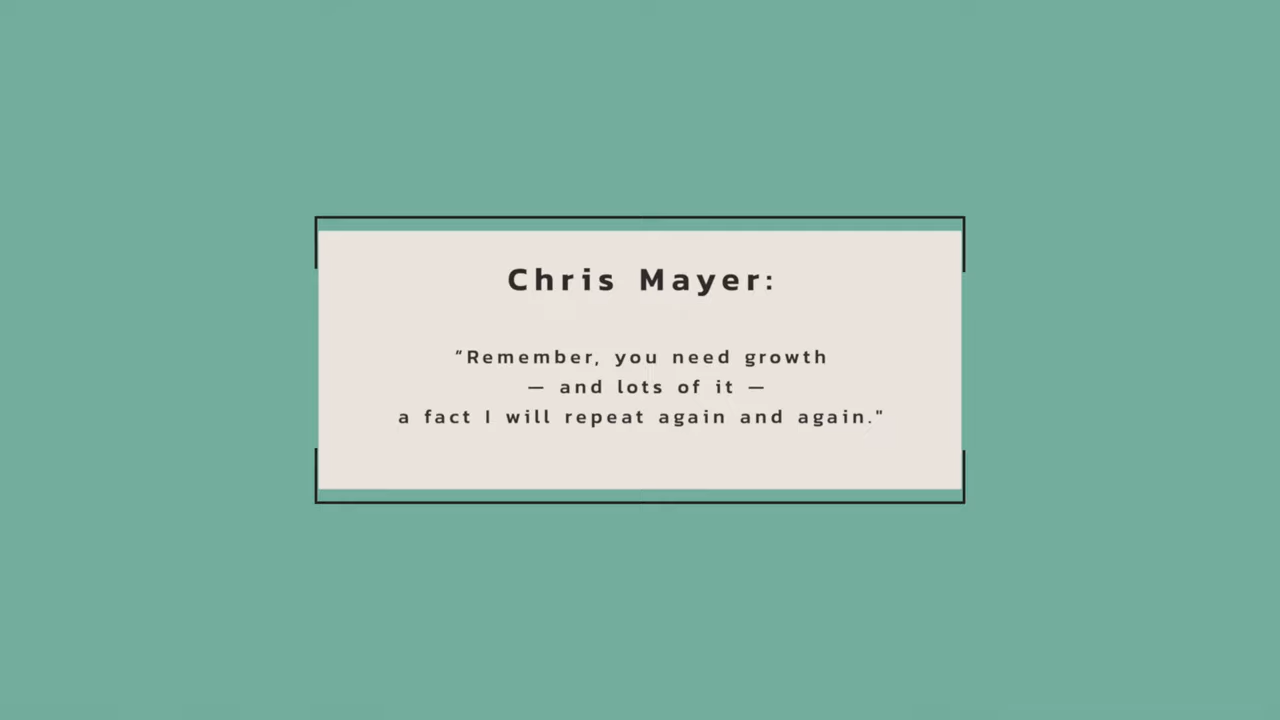 Chris Mayer:
"Remember, you need growth
— and lots of it —
a fact I will repeat again and again."